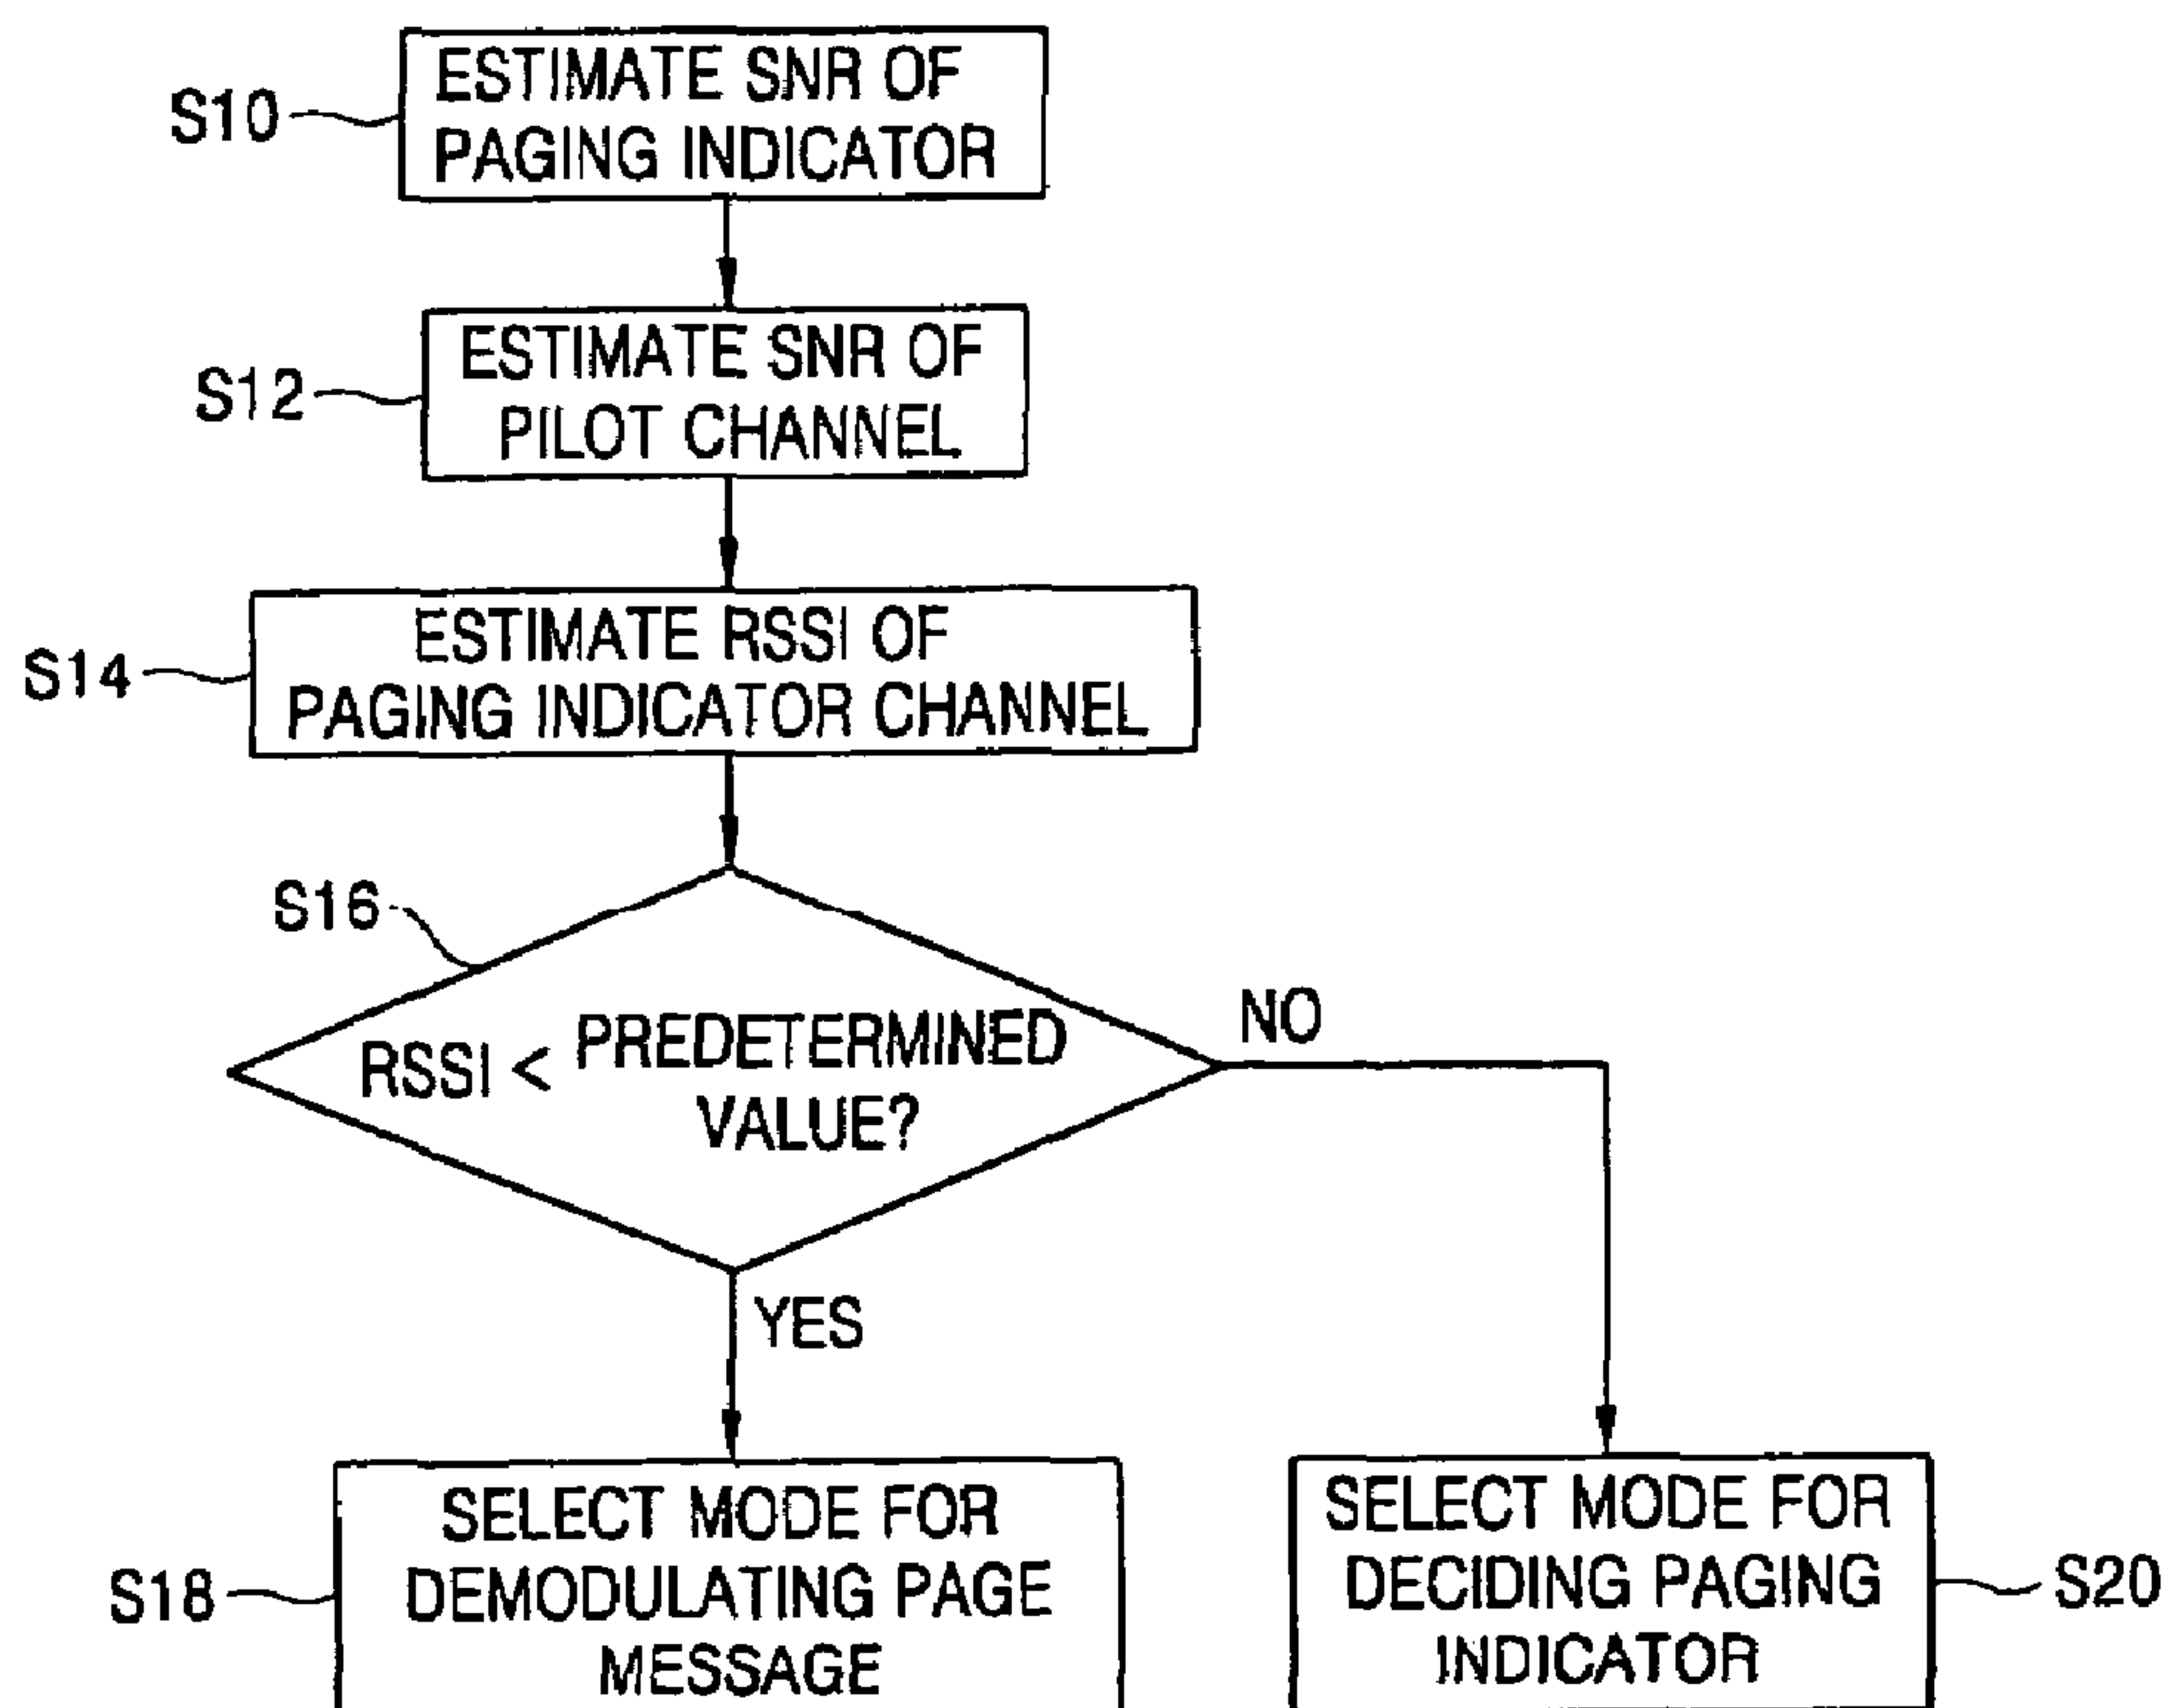 S10
ESTIMATE SNR OF
PAGING INDICATOR
S12
ESTIMATE SNR OF
PILOT CHANNEL
S14
ESTIMATE RSSI OF
PAGING INDICATOR CHANNEL
S16
RSSI < PREDETERMINED
VALUE?
NO
YES
S18
SELECT MODE FOR
DEMODULATING PAGE
MESSAGE
SELECT MODE FOR
DECIDING PAGING
INDICATOR
S20